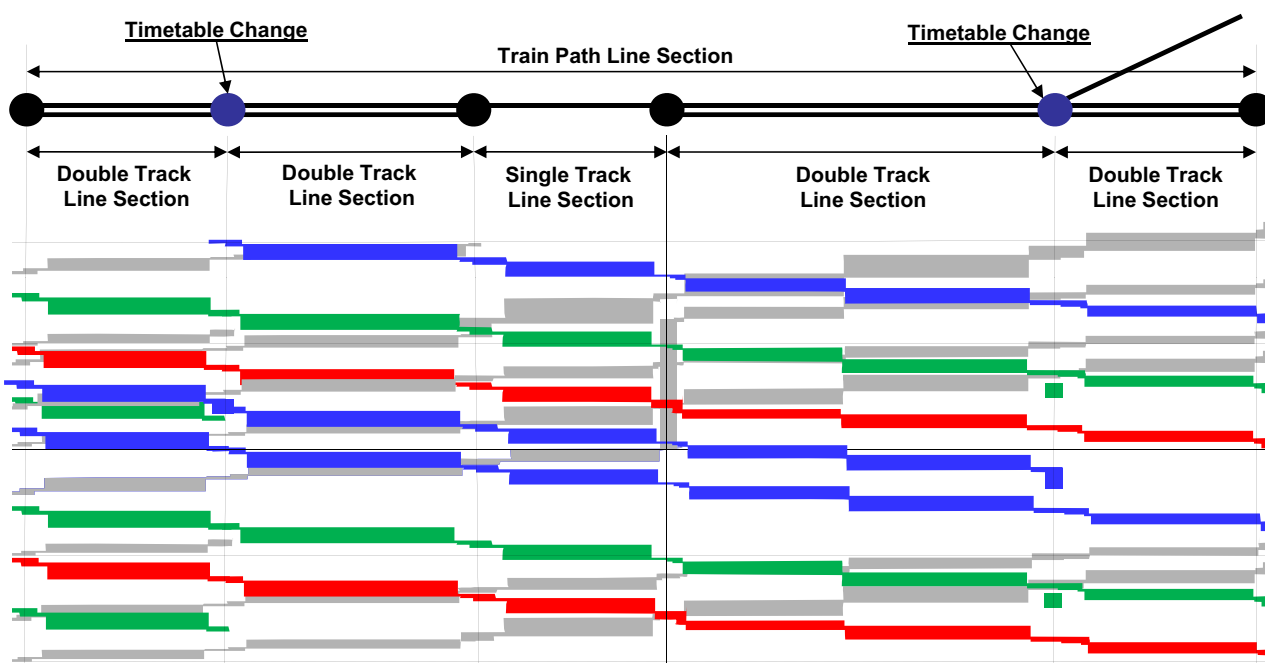 Timetable Change
Timetable Change
Train Path Line Section
Double Track
Line Section
Double Track
Line Section
Single Track
Line Section
Double Track
Line Section
Double Track
Line Section